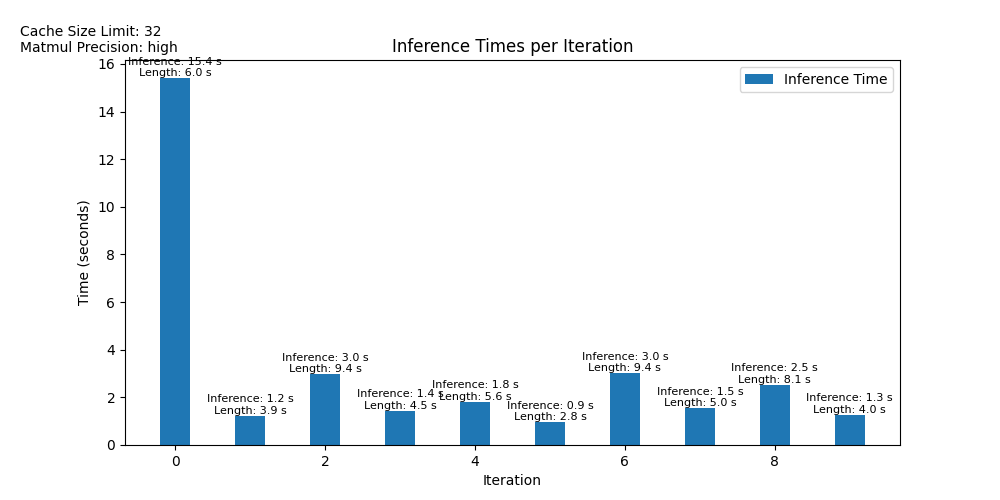 Cache Size Limit: 32
Matmul Precision: high
Inference Times per Iteration
Inference Time
Time (seconds)
16
14
12
10
8
6
4
2
0
Inference: 15.4 s
Length: 6.0 s
Inference: 1.2 s
Length: 3.9 s
Inference: 3.0 s
Length: 9.4 s
Inference: 1.4 s
Length: 4.5 s
Inference: 1.8 s
Length: 5.6 s
Inference: 0.9 s
Length: 2.8 s
Inference: 3.0 s
Length: 9.4 s
Inference: 1.5 s
Length: 5.0 s
Inference: 2.5 s
Length: 8.1 s
Inference: 1.3 s
Length: 4.0 s
0
2
4
6
8
Iteration